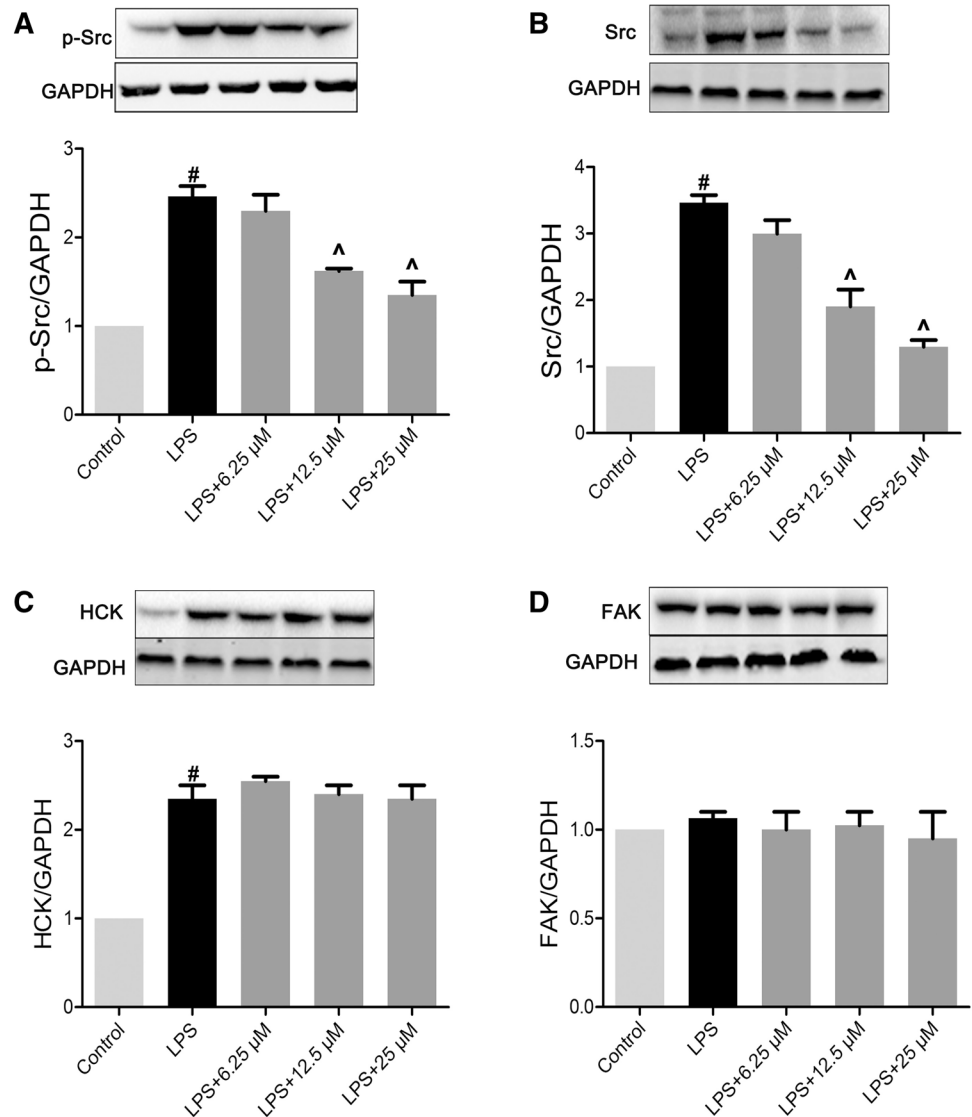 A
p-Src
GAPDH
p-Src/GAPDH
3
2
1
0
#
^
^
Control
LPS
LPS+6.25 µM
LPS+12.5 µM
LPS+25 µM
B
Src
GAPDH
Src/GAPDH
4
3
2
1
0
#
^
^
Control
LPS
LPS+6.25 µM
LPS+12.5 µM
LPS+25 µM
C
HCK
GAPDH
HCK/GAPDH
3
2
1
0
#
Control
LPS
LPS+6.25 µM
LPS+12.5 µM
LPS+25 µM
D
FAK
GAPDH
FAK/GAPDH
1.5
1.0
0.5
0.0
Control
LPS
LPS+6.25 µM
LPS+12.5 µM
LPS+25 µM